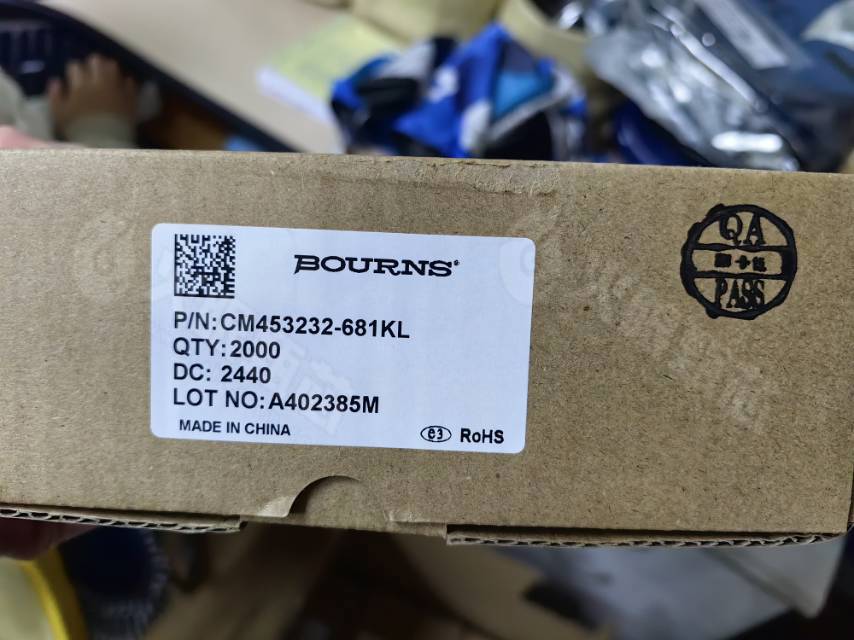 BOURNS
P/N:CM453232-681KL
QTY:2000
DC: 2440
LOT NO:A402385M
MADE IN CHINA
e3 RoHS
QA
PASS